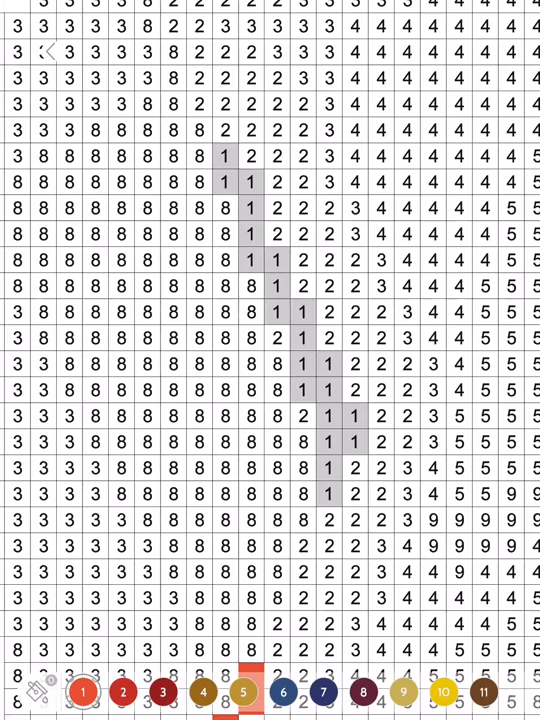 3 3 3 3 3 8 2 2 3 3 3 3 3 4 4 4 4 4 4 4 4
3 3 3 3 3 8 2 2 2 3 3 3 4 4 4 4 4 4 4 4
3 3 3 3 3 3 8 2 2 2 2 3 3 4 4 4 4 4 4 4 4
3 3 3 3 3 8 8 2 2 2 2 2 3 4 4 4 4 4 4 4 4
3 3 3 8 8 8 8 8 2 2 2 2 3 4 4 4 4 4 4 4 4
3 8 8 8 8 8 8 8 1 2 2 2 3 4 4 4 4 4 4 4 5
8 8 8 8 8 8 8 8 1 1 2 2 3 4 4 4 4 4 4 4 5
8 8 8 8 8 8 8 8 8 1 2 2 2 3 4 4 4 4 4 5 5
8 8 8 8 8 8 8 8 8 1 2 2 2 3 4 4 4 4 4 5 5
8 8 8 8 8 8 8 8 8 1 1 2 2 2 3 4 4 4 4 5 5
8 8 8 8 8 8 8 8 8 8 1 2 2 2 3 4 4 4 5 5 5
3 8 8 8 8 8 8 8 8 8 1 1 2 2 2 3 4 4 5 5 5
3 3 8 8 8 8 8 8 8 8 2 1 2 2 2 3 4 4 5 5 5
3 3 8 8 8 8 8 8 8 8 8 1 1 2 2 2 3 4 5 5 5
3 3 8 8 8 8 8 8 8 8 8 1 1 2 2 2 3 4 5 5 5
3 3 3 8 8 8 8 8 8 8 8 2 1 1 2 2 3 5 5 5 5
3 3 3 8 8 8 8 8 8 8 8 8 1 1 2 2 3 5 5 5 5
3 3 3 8 8 8 8 8 8 8 8 8 1 2 2 3 4 5 5 5 5
3 3 3 8 8 8 8 8 8 8 8 8 1 2 2 3 4 5 5 9 9
3 3 3 3 3 8 8 8 8 8 8 8 2 2 2 3 9 9 9 9 9
3 3 3 3 3 3 8 8 8 8 8 2 2 2 3 4 9 9 9 9 4
3 3 3 3 3 3 8 8 8 8 8 2 2 2 3 4 4 9 4 4 4
3 3 3 3 3 3 3 8 8 8 8 2 2 2 3 4 4 4 4 4 5
3 3 3 3 3 3 3 8 8 8 8 2 2 2 3 4 4 4 4 4 5
8 3 3 3 3 3 3 8 8 8 2 2 2 3 4 4 4 4 5 5 5
0 1 2 3 4 5 6 7 8 9 10 11